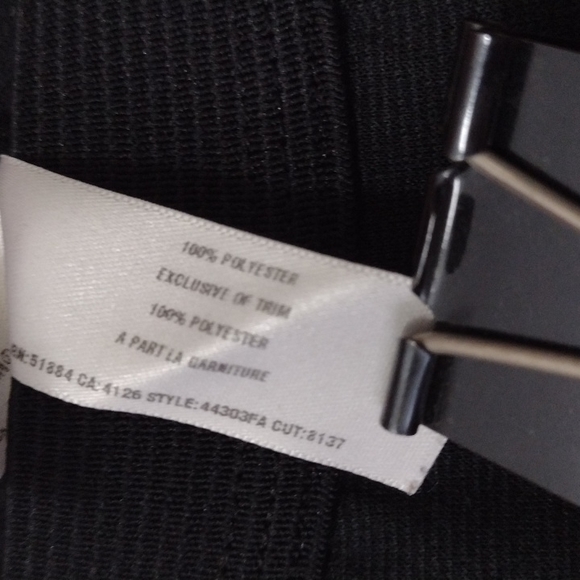 100% POLYESTER
EXCLUSIVE OF TRIM
100% POLYESTER
A PART LA GARNITURE
RN:51884 CA:4126 STYLE:44303FA CUT:8137